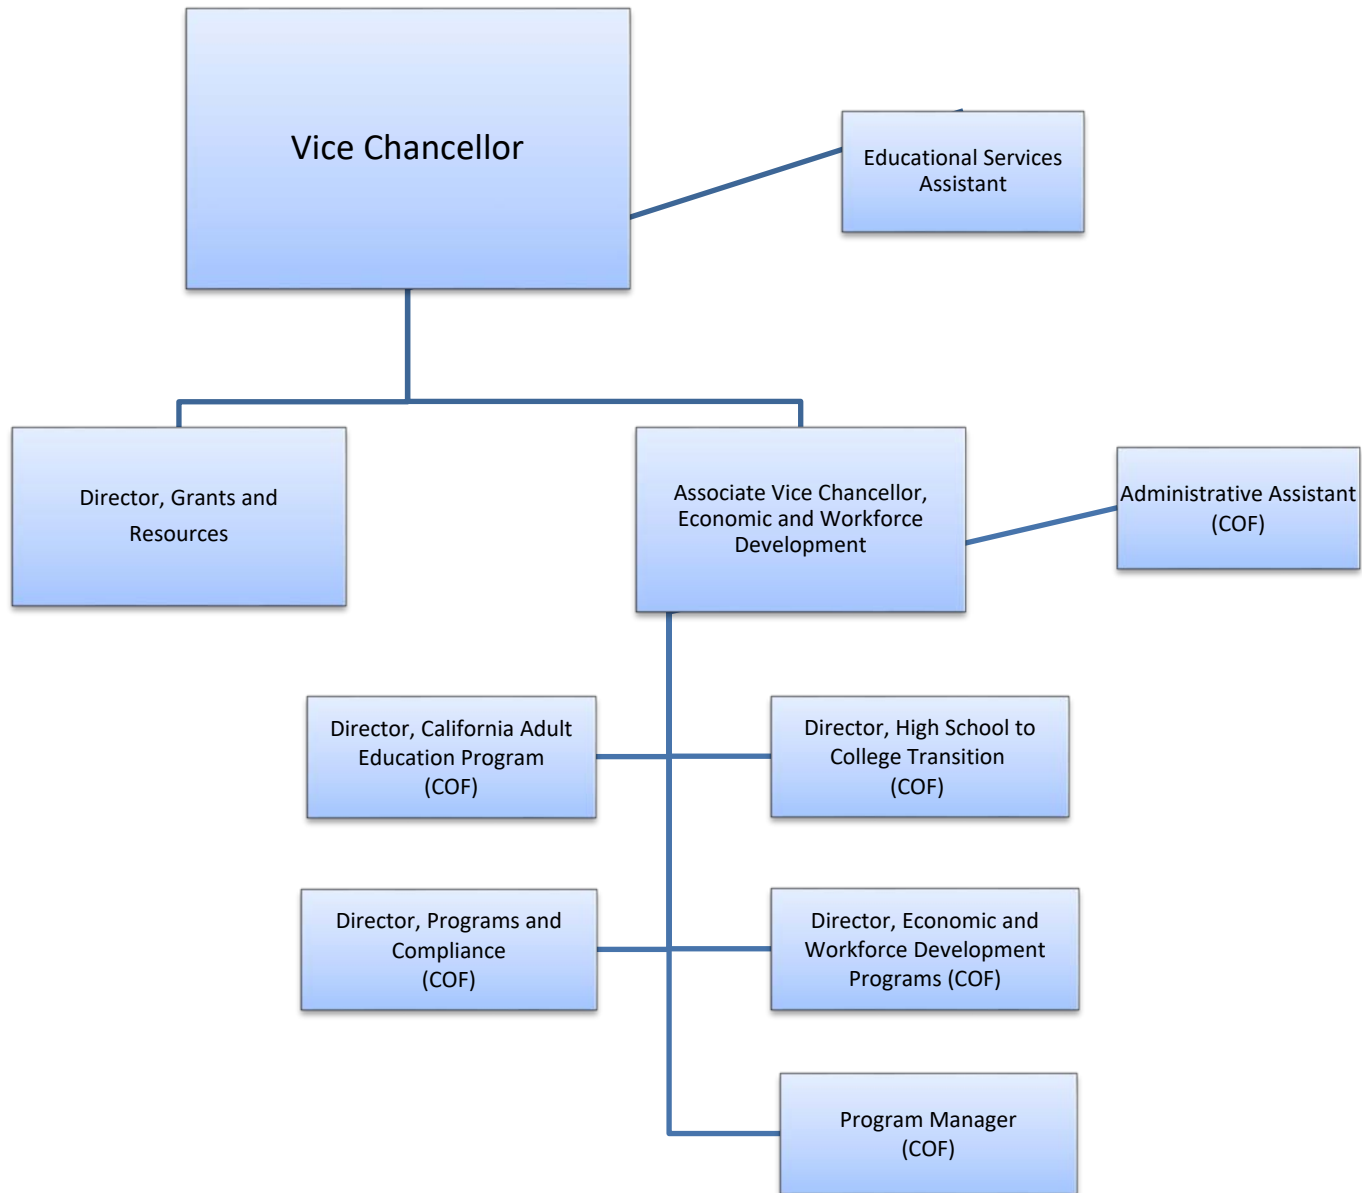 Vice Chancellor
Educational Services
Assistant
Director, Grants and
Resources
Associate Vice Chancellor,
Economic and Workforce
Development
Administrative Assistant
(COF)
Director, California Adult
Education Program
(COF)
Director, High School to
College Transition
(COF)
Director, Programs and
Compliance
(COF)
Director, Economic and
Workforce Development
Programs (COF)
Program Manager
(COF)